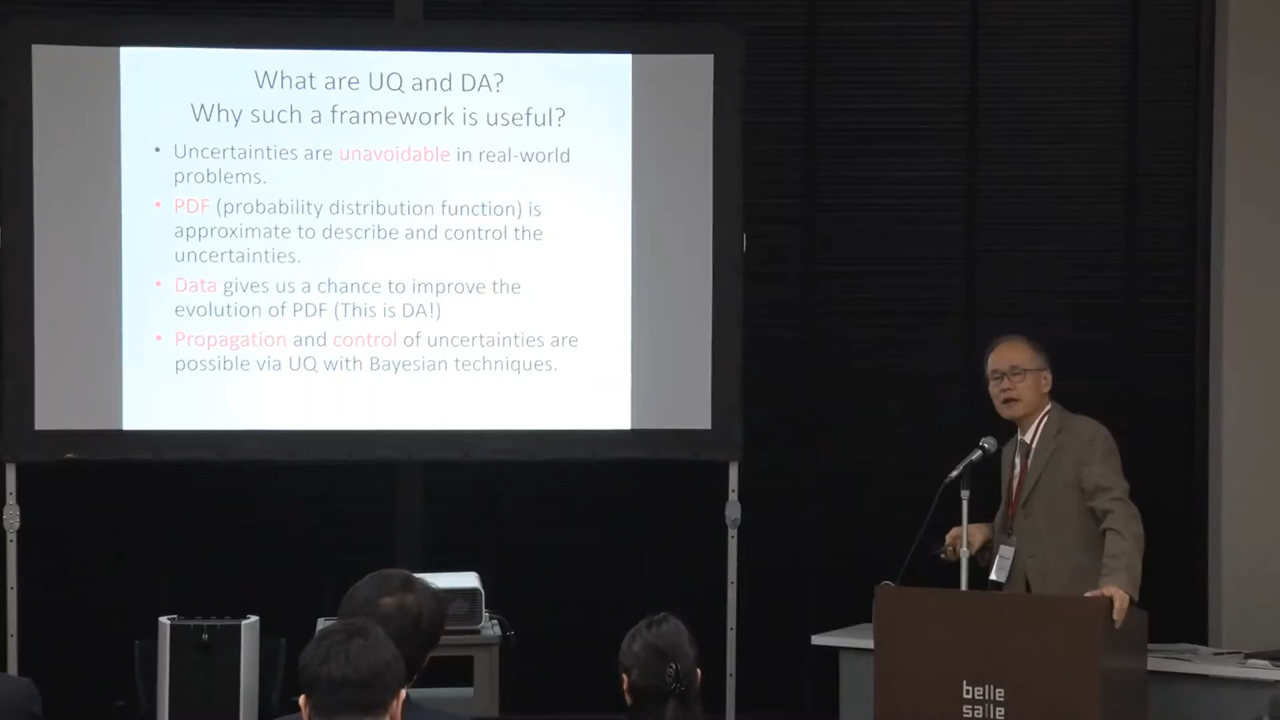 What are UQ and DA?
Why such a framework is useful?
• Uncertainties are unavoidable in real-world
problems.
• PDF (probability distribution function) is
approximate to describe and control the
uncertainties.
• Data gives us a chance to improve the
evolution of PDF (This is DA!)
• Propagation and control of uncertainties are
possible via UQ with Bayesian techniques.
belle
salle